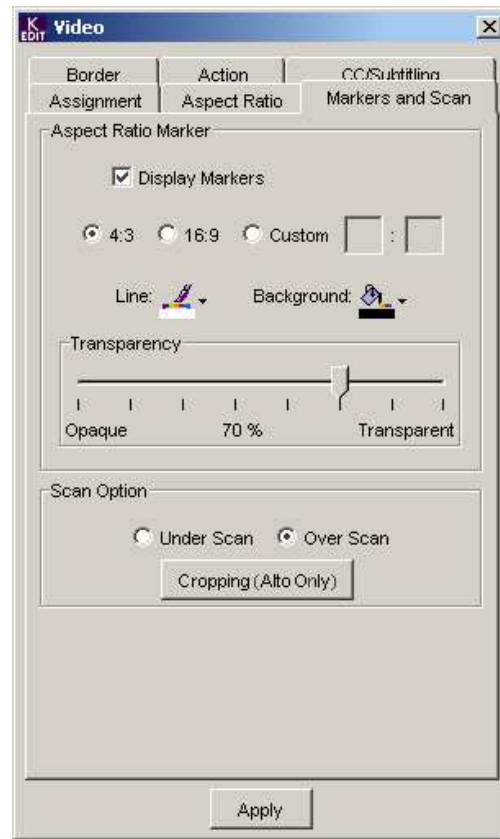 K EDIT Video
Border Action CC/Subtitling
Assignment Aspect Ratio Markers and Scan
Aspect Ratio Marker
Display Markers
4:3 16:9 Custom :
Line: Background:
Transparency
Opaque 70 % Transparent
Scan Option
Under Scan Over Scan
Cropping (Alto Only)
Apply